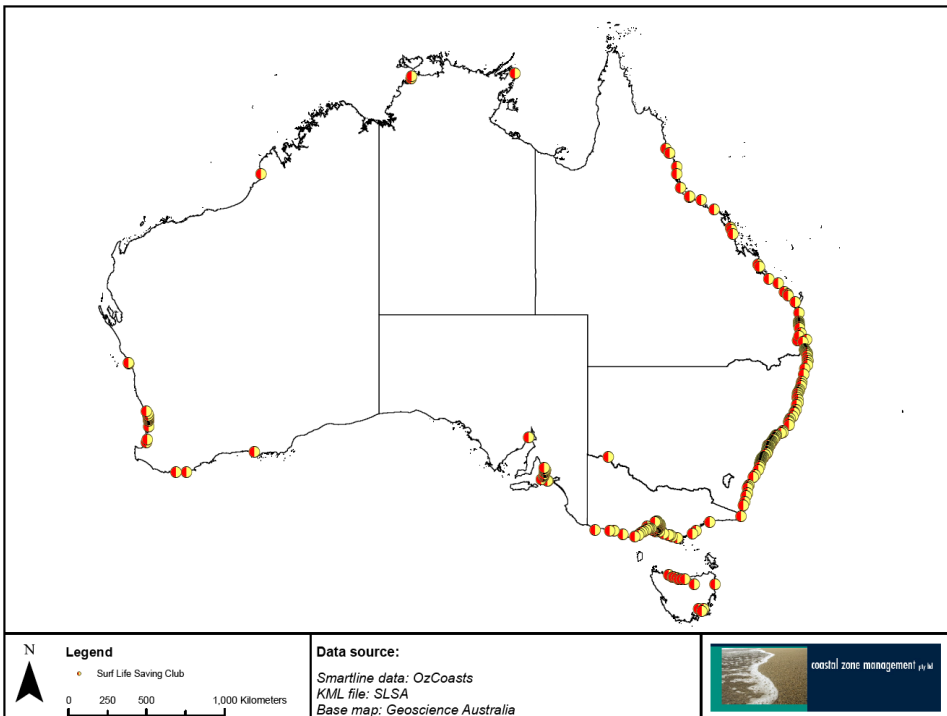 N
Legend
Surf Life Saving Club
0 250 500 1,000 Kilometers
Data source:
Smartline data: OzCoasts
KML file: SLSA
Base map: Geoscience Australia
coastal zone management pty ltd